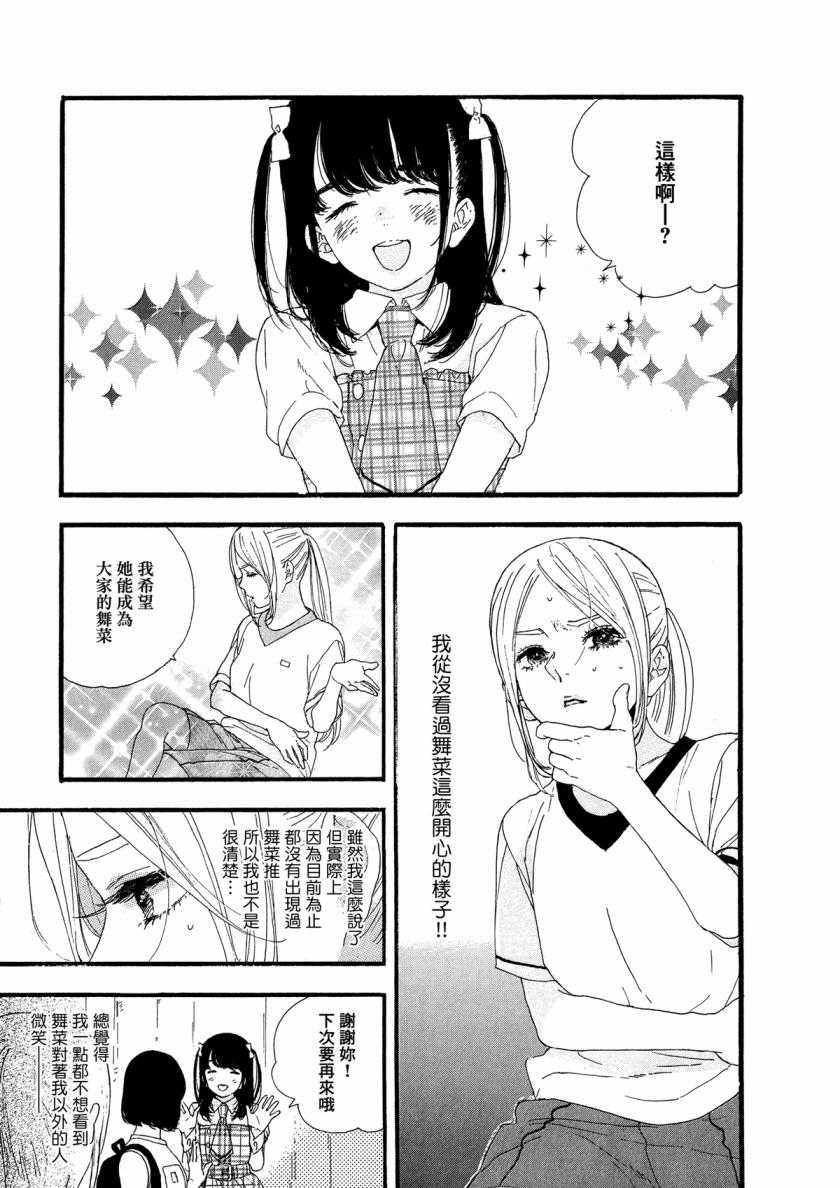 這樣啊—?
我從沒看過舞菜這麼開心的樣子!!
我希望
她能成為
大家的舞菜
雖然我這麼說了
但實際上
因為目前為止
都沒有出現過
舞菜推
所以我也不是
很清楚…
謝謝妳！
下次要再來哦
總覺得
我一點都不想看到
舞菜對著我以外的人
微笑——